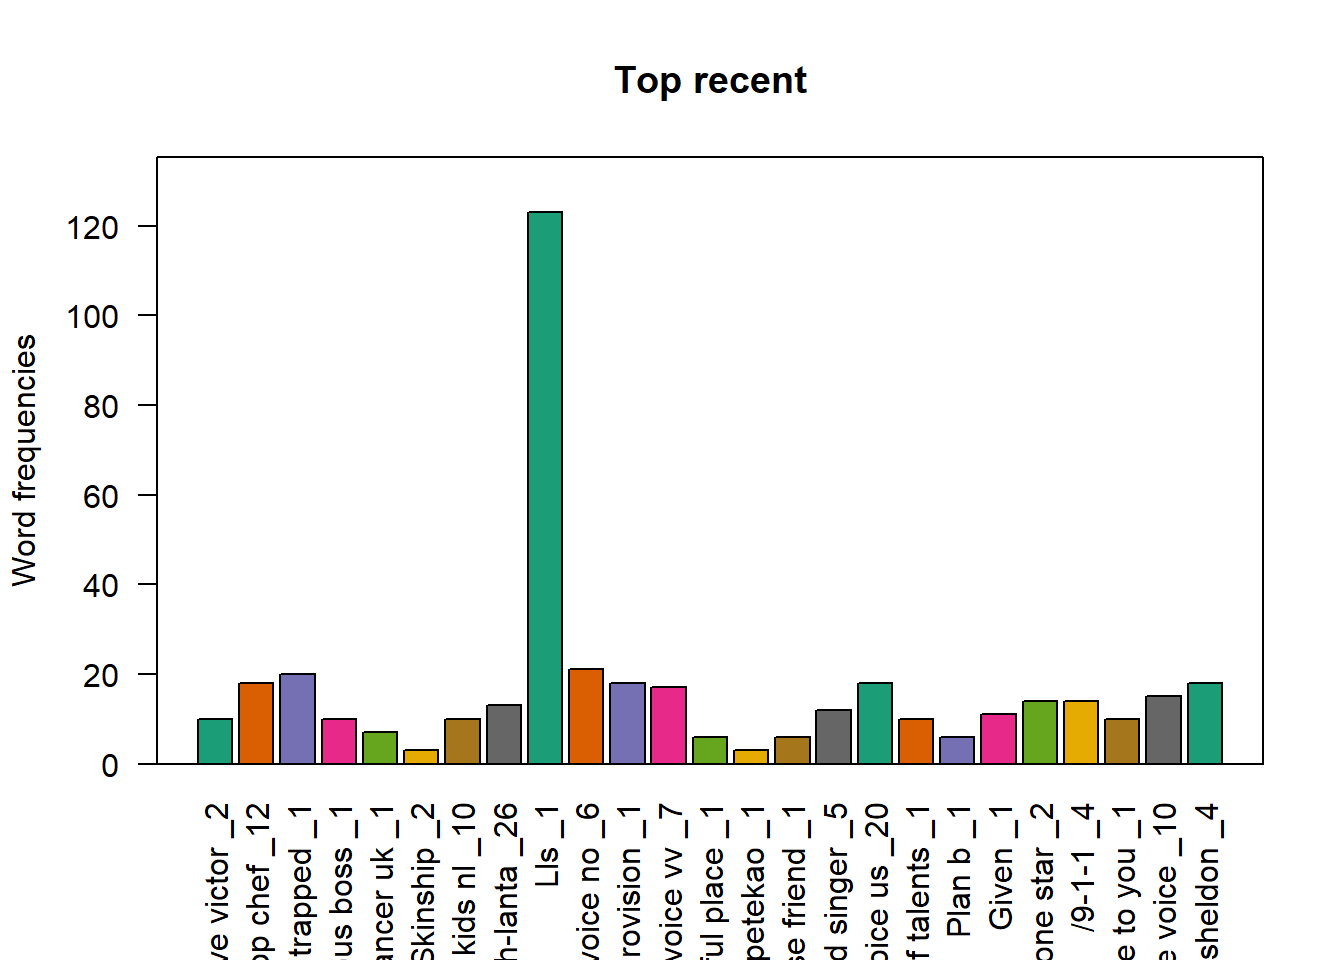 Top recent
Word frequencies
120
100
80
60
40
20
0
ve victor _2
op chef _12
trapped _1
ous boss _1
ancer uk _1
Skinship _2
kids nl _10
h-lanta _26
Lls _1
voice no _6
rovision _1
voice vv _7
ful place _1
petekao _1
se friend _1
d singer _5
oice us _20
f talents _1
Plan b _1
Given _1
one star _2
/9-1-1 _4
e to you _1
e voice _10
sheldon _4